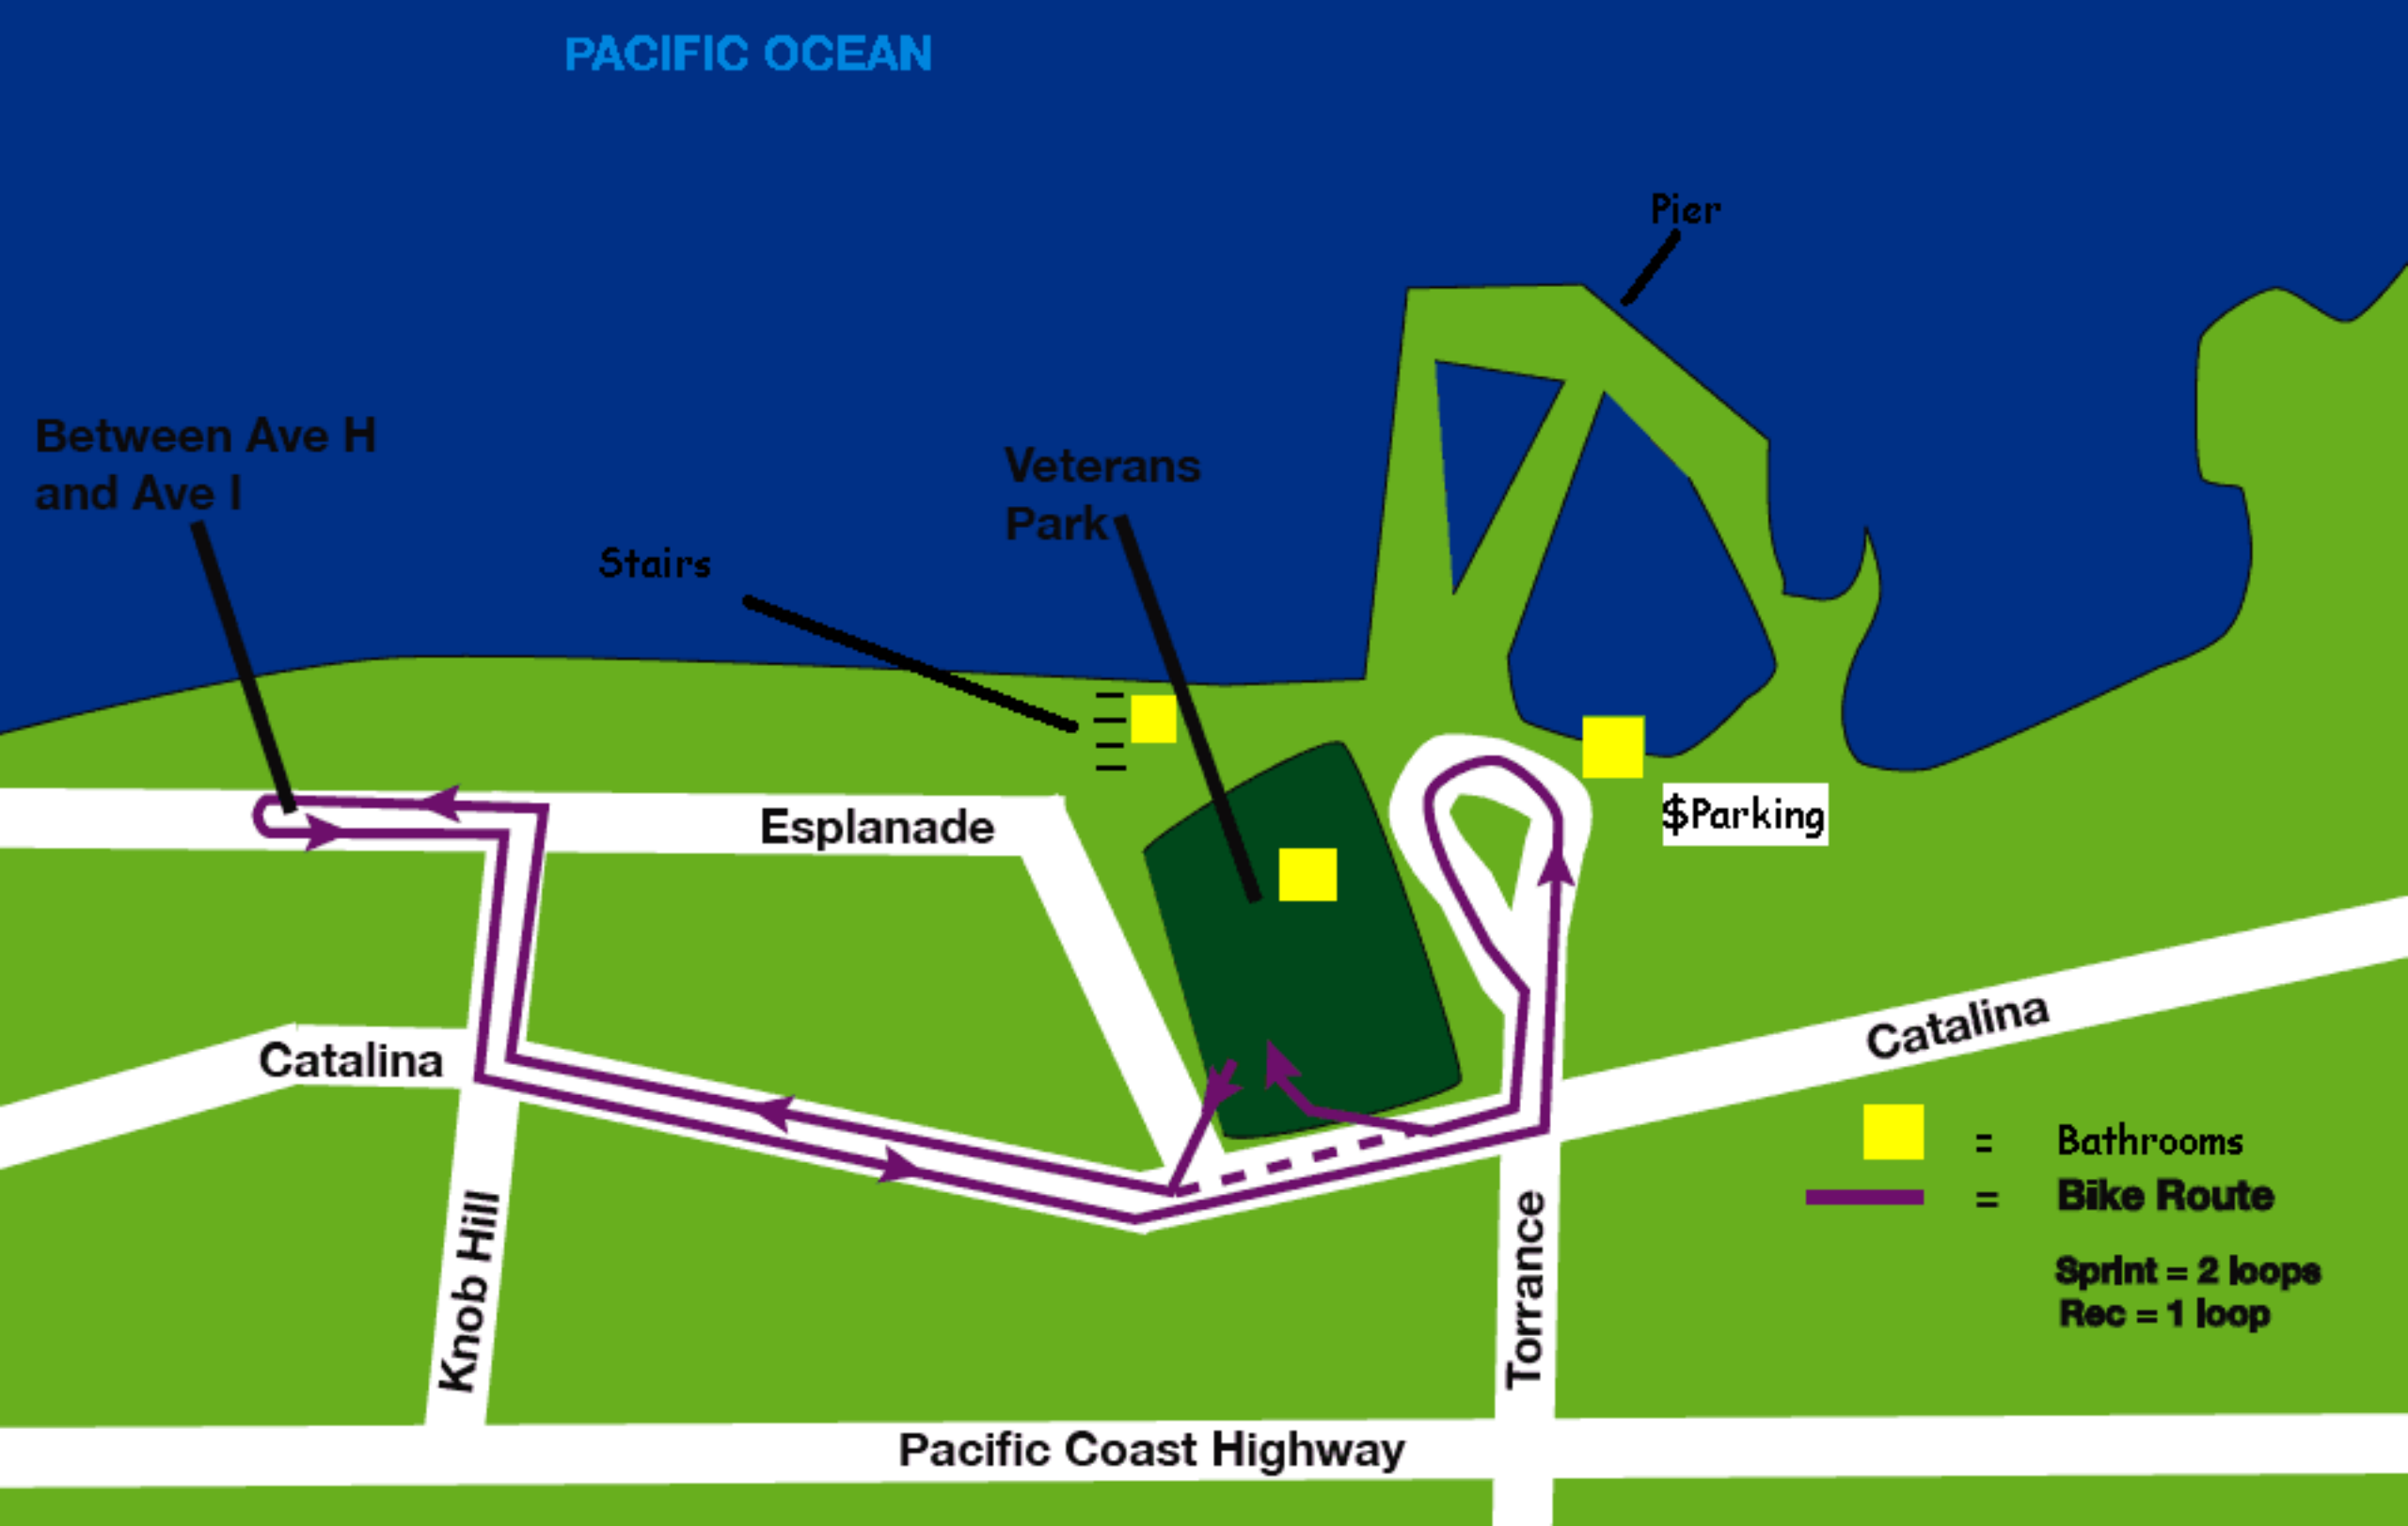 PACIFIC OCEAN
Pier
Between Ave H
and Ave I
Veterans
Park
Stairs
Esplanade
$Parking
Catalina
Catalina
= Bathrooms
= Bike Route
Sprint = 2 loops
Rec = 1 loop
Knob Hill
Torrance
Pacific Coast Highway